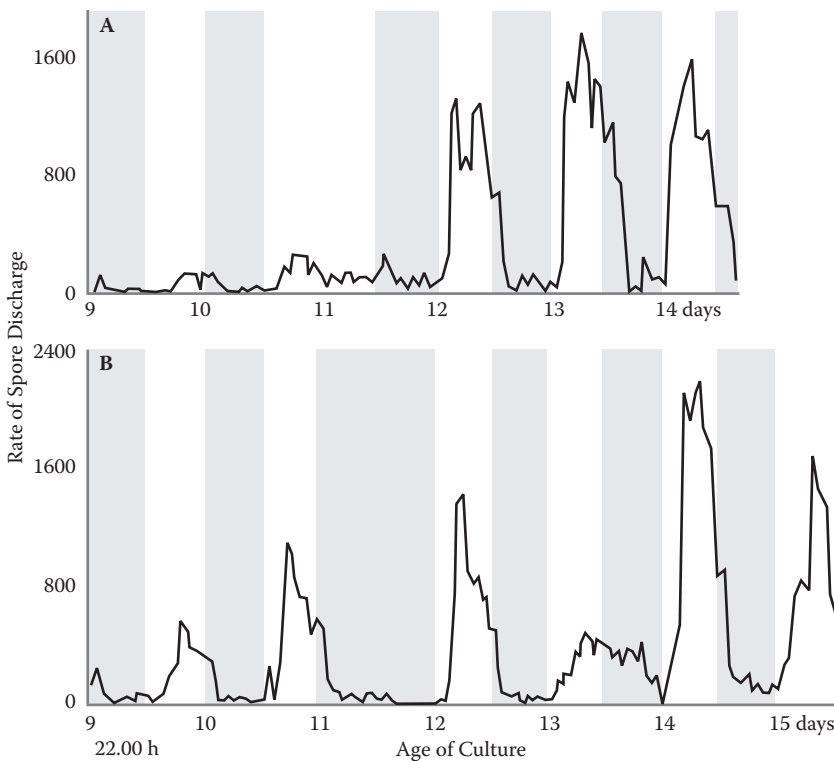 A
1600
800
0
9 10 11 12 13 14 days
Rate of Spore Discharge
B
2400
1600
800
0
9 10 11 12 13 14 15 days
22.00 h Age of Culture